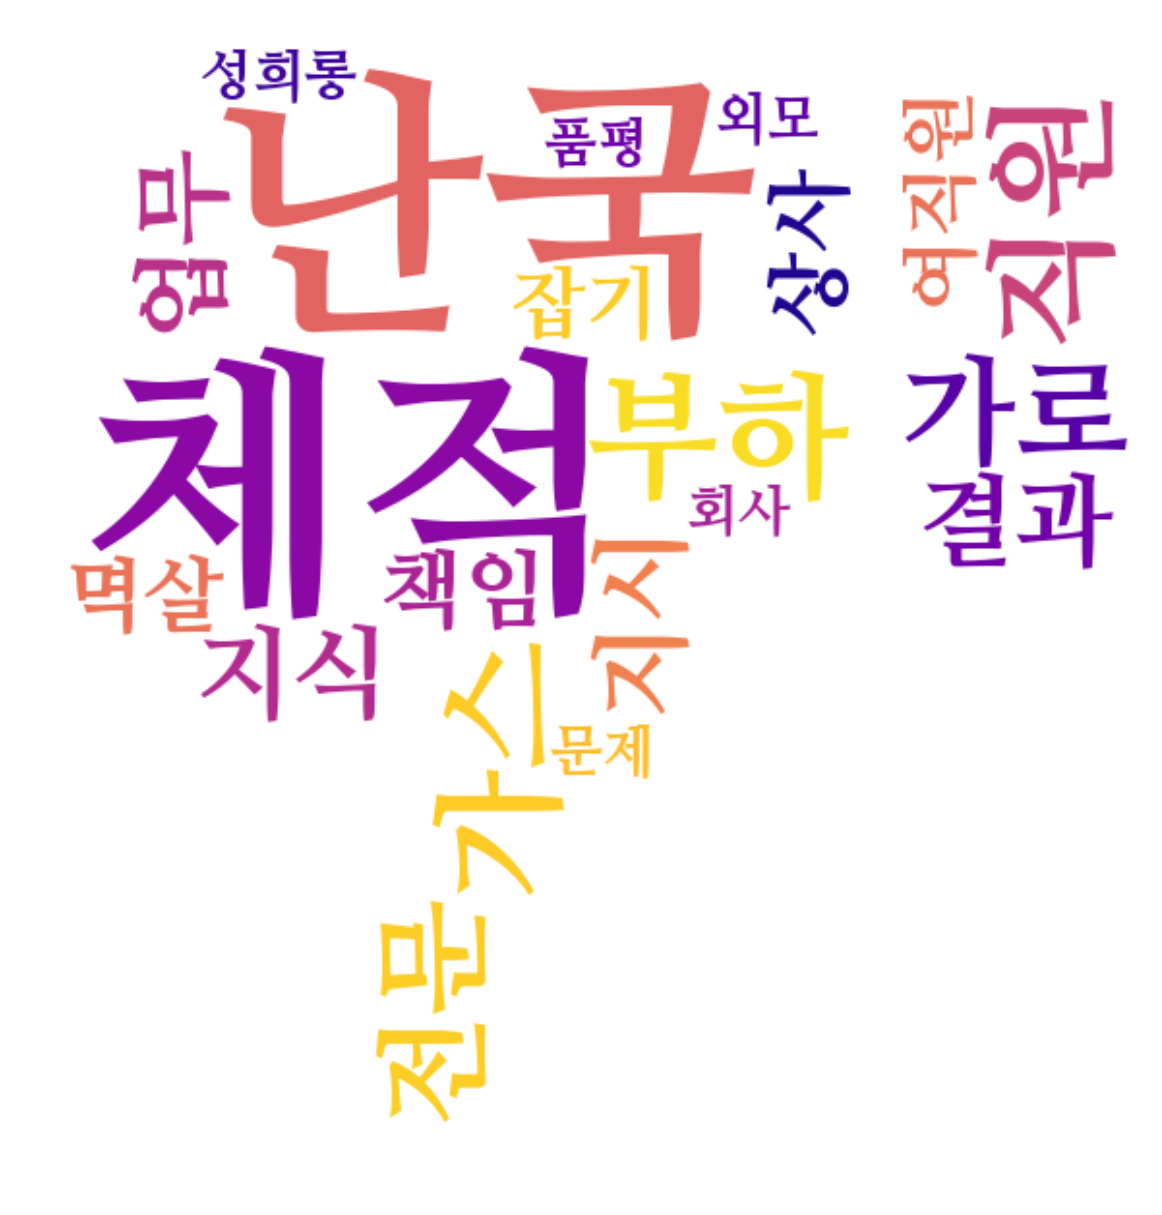 성희롱
난국
품평
외모
여직원
직원
업무
상사
잡기
체적
부하
가로
회사
결과
지시
멱살
책임
지식
가스
문제
전문